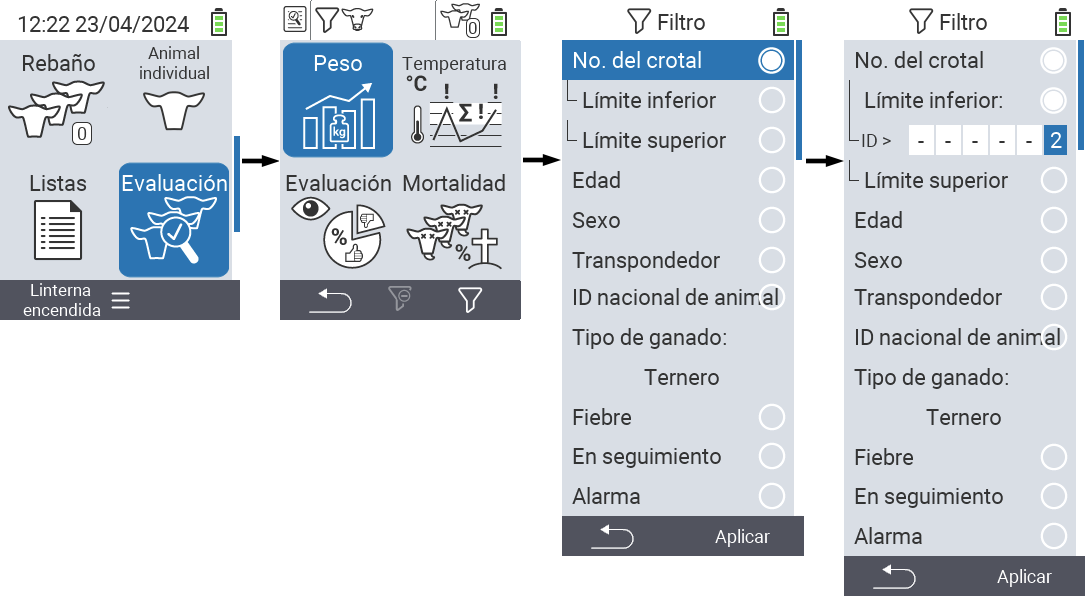 12:22 23/04/2024
Rebaño
Animal
individual
0
Listas
Evaluación
Linterna
encendida
0
Peso
kg
Temperatura
°C
! !
Σ !
Evaluación
%
Mortalidad
%
Filtro
No. del crotal
Límite inferior
Límite superior
Edad
Sexo
Transpondedor
ID nacional de animal
Tipo de ganado:
Ternero
Fiebre
En seguimiento
Alarma
Aplicar
Filtro
No. del crotal
Límite inferior:
ID > - - - - - 2
Límite superior
Edad
Sexo
Transpondedor
ID nacional de animal
Tipo de ganado:
Ternero
Fiebre
En seguimiento
Alarma
Aplicar